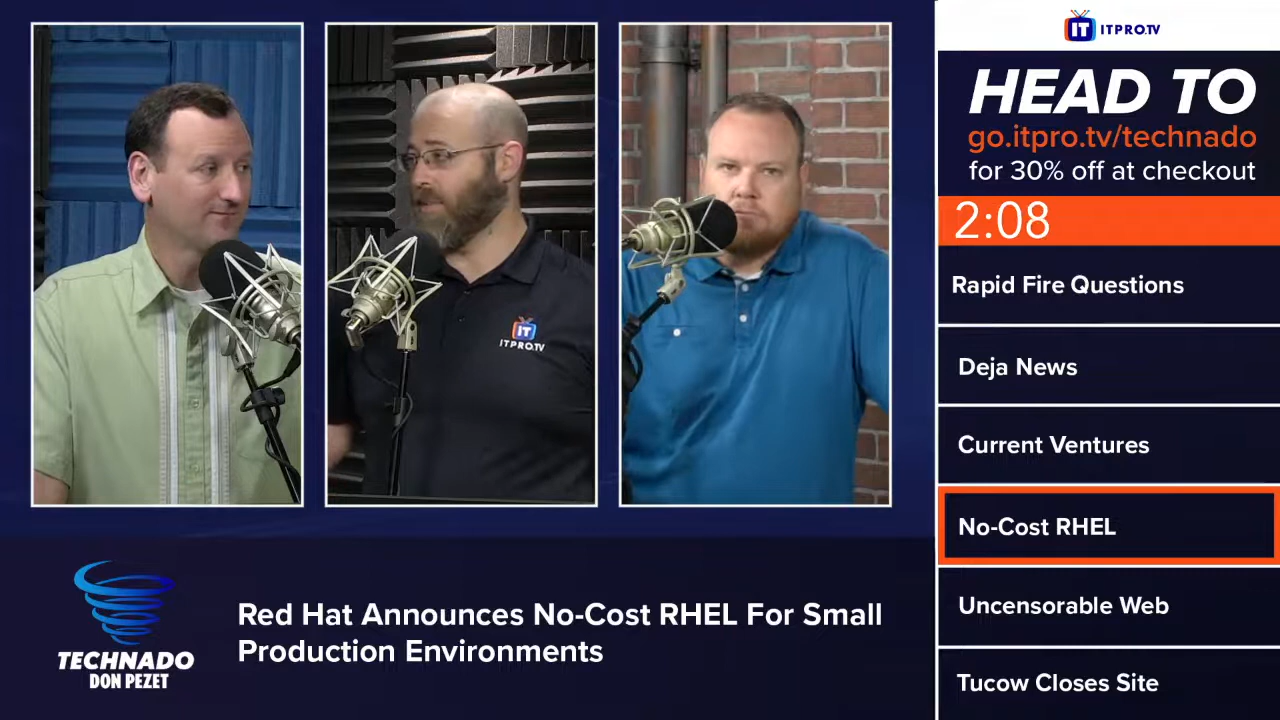 IT
ITPRO.TV
HEAD TO
go.itpro.tv/technado
for 30% off at checkout
2:08
Rapid Fire Questions
Deja News
Current Ventures
No-Cost RHEL
Uncensorable Web
Tucow Closes Site
IT
ITPRO.TV
Red Hat Announces No-Cost RHEL For Small
Production Environments
TECHNADO
DON PEZET